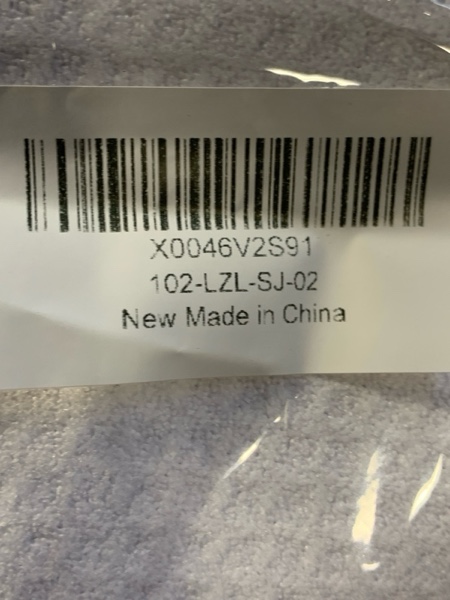 X0046V2S91
102-LZL-SJ-02
New Made in China